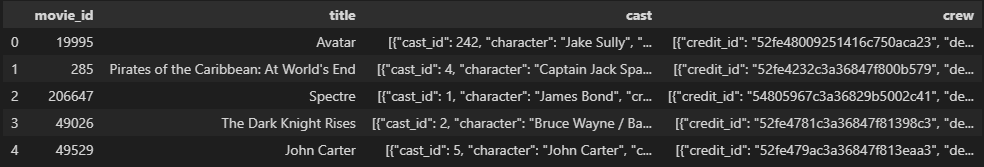 movie_id title cast crew
0 19995 Avatar [{"cast_id": 242, "character": "Jake Sully", "... [{"credit_id": "52fe48009251416c750aca23", "de...
1 285 Pirates of the Caribbean: At World's End [{"cast_id": 4, "character": "Captain Jack Spa... [{"credit_id": "52fe4232c3a36847f800b579", "de...
2 206647 Spectre [{"cast_id": 1, "character": "James Bond", "cr... [{"credit_id": "54805967c3a36829b5002c41", "de...
3 49026 The Dark Knight Rises [{"cast_id": 2, "character": "Bruce Wayne / Ba... [{"credit_id": "52fe4781c3a36847f81398c3", "de...
4 49529 John Carter [{"cast_id": 5, "character": "John Carter", "c... [{"credit_id": "52fe479ac3a36847f813eaa3", "de...